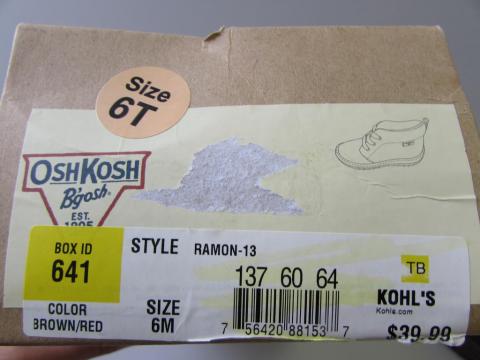 Size
6T
OSHKOSH
B'gosh®
EST.
1895
BOX ID
641
STYLE RAMON-13
137 60 64
TB
COLOR
BROWN/RED
SIZE
6M
7 56420 88153 7
KOHL'S
Kohls.com
$39.99